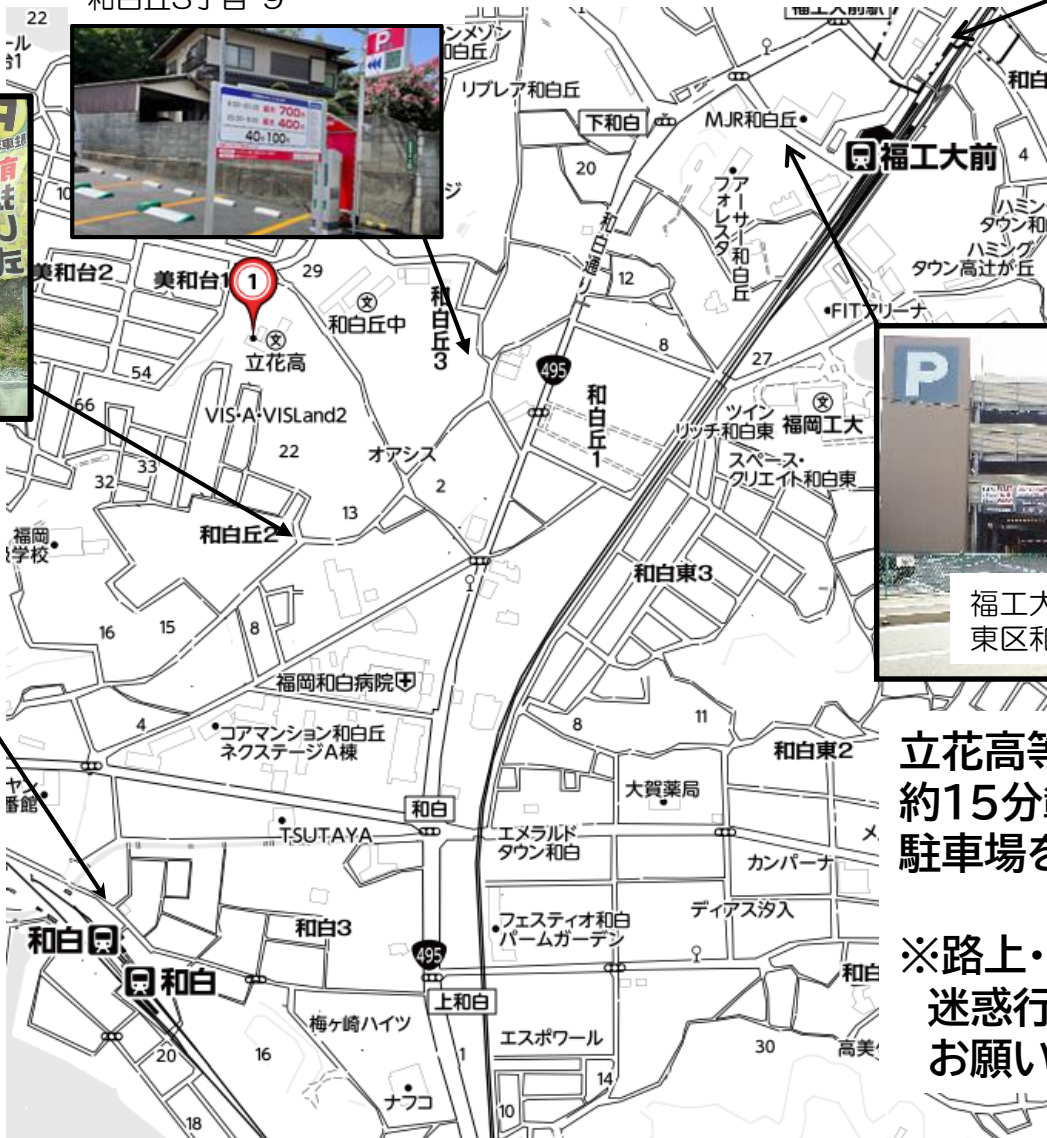 和白丘3丁目-9
22
福工大前駅
和白丘
リブレア和白丘
下和白
MJR和白丘
福工大前
4
20
アーサー和白丘
フォレスタ
和白通り
12
8
27
FITアリーナ
ハミング
タウン高辻が丘
P
最大 700
最大 400
40分100円
10
美和台2
美和台1
1
29
文
和白丘中
文
立花高
和白丘3
54
66
VIS・A・VISLand2
22
33
32
オアシス
2
13
495
和白丘1
ツイン
リッチ和白東
文
福岡工大
スペース・
クリエイト和白東
P
福岡
学校
和白丘2
16
15
8
和白東3
福工大
東区和
福岡和白病院
4
コアマンション和白丘
ネクステージA棟
8
11
和白東2
大賀薬局
和白
TSUTAYA
エメラルド
タウン和白
カンパーナ
立花高等
約15分
駐車場を
和白
和白
和白3
495
上和白
フェスティオ和白
パームガーデン
ディアス汐入
和白
※路上・
迷惑行
お願い
梅ヶ崎ハイツ
エスポワール
20
16
1
14
30
ナフコ
10
18